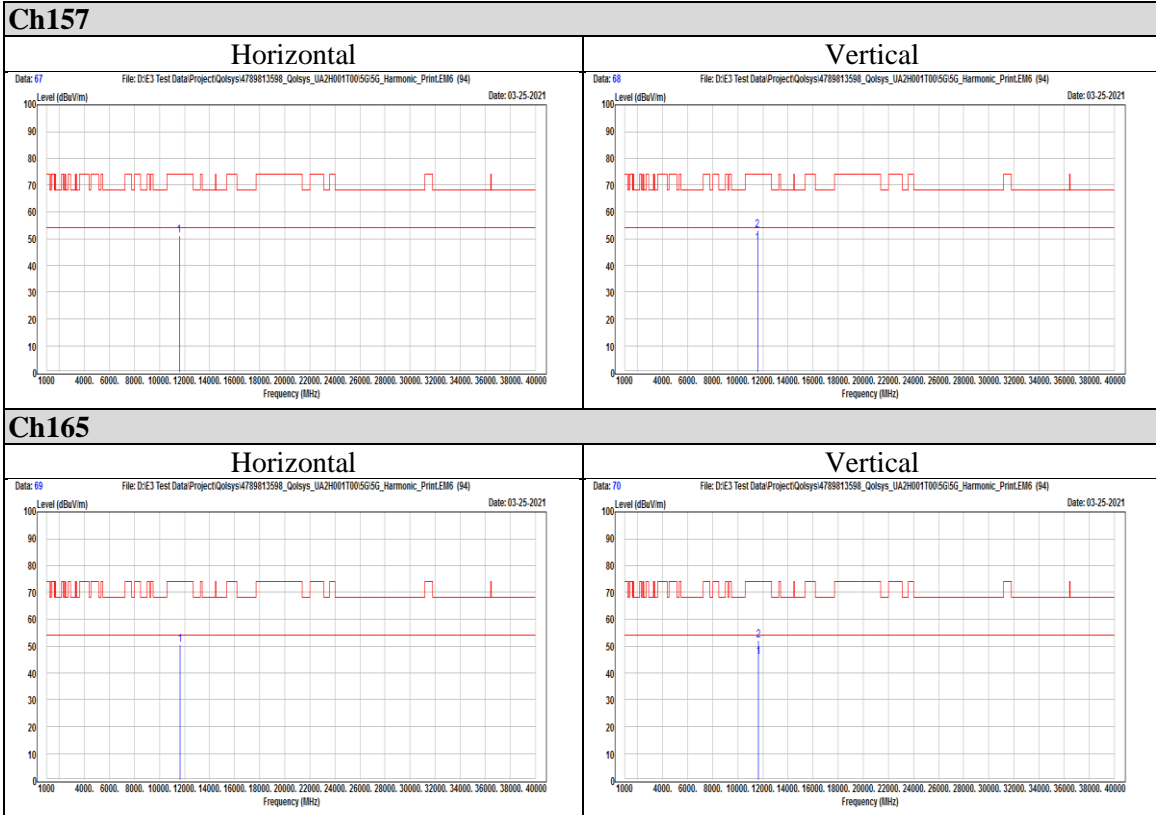 Ch157
Horizontal
Vertical
Data: 67 File: D:\E3 Test Data\Project\Qolsys\4789813598_Qolsys_UA2H001T00\5G\5G_Harmonic_Print.EM6 (94)
Level (dBuV/m) Date: 03-25-2021
100
90
80
70
60
1
50
40
30
20
10
0
1000 4000. 6000. 8000. 10000. 12000. 14000. 16000. 18000. 20000. 22000. 24000. 26000. 28000. 30000. 32000. 34000. 36000. 38000. 40000
Frequency (MHz)
Data: 68 File: D:\E3 Test Data\Project\Qolsys\4789813598_Qolsys_UA2H001T00\5G\5G_Harmonic_Print.EM6 (94)
Level (dBuV/m) Date: 03-25-2021
100
90
80
70
60
2
50 1
40
30
20
10
0
1000 4000. 6000. 8000. 10000. 12000. 14000. 16000. 18000. 20000. 22000. 24000. 26000. 28000. 30000. 32000. 34000. 36000. 38000. 40000
Frequency (MHz)
Ch165
Horizontal
Vertical
Data: 69 File: D:\E3 Test Data\Project\Qolsys\4789813598_Qolsys_UA2H001T00\5G\5G_Harmonic_Print.EM6 (94)
Level (dBuV/m) Date: 03-25-2021
100
90
80
70
60
1
50
40
30
20
10
0
1000 4000. 6000. 8000. 10000. 12000. 14000. 16000. 18000. 20000. 22000. 24000. 26000. 28000. 30000. 32000. 34000. 36000. 38000. 40000
Frequency (MHz)
Data: 70 File: D:\E3 Test Data\Project\Qolsys\4789813598_Qolsys_UA2H001T00\5G\5G_Harmonic_Print.EM6 (94)
Level (dBuV/m) Date: 03-25-2021
100
90
80
70
60
2
50 1
40
30
20
10
0
1000 4000. 6000. 8000. 10000. 12000. 14000. 16000. 18000. 20000. 22000. 24000. 26000. 28000. 30000. 32000. 34000. 36000. 38000. 40000
Frequency (MHz)